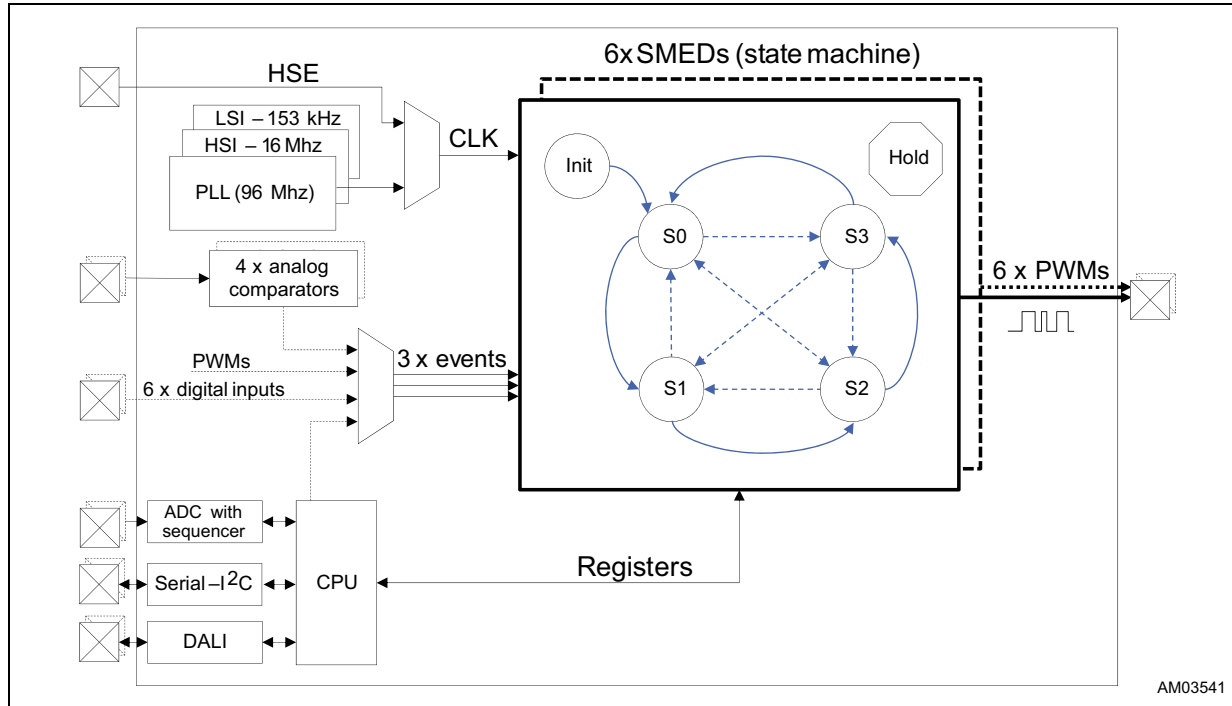 6x SMEDs (state machine)
HSE
LSI – 153 kHz
HSI – 16 Mhz
PLL (96 Mhz)
CLK
Init
Hold
S0
S3
S1
S2
4 x analog
comparators
PWMs
6 x digital inputs
3 x events
6 x PWMs
ADC with
sequencer
Serial – I2C
DALI
CPU
Registers
AM03541